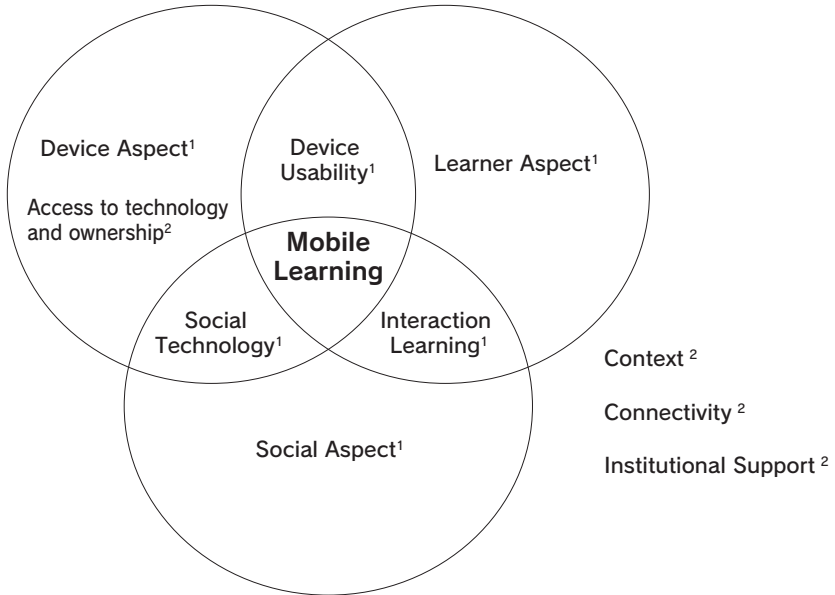 Device Aspect¹
Device
Usability¹
Learner Aspect¹
Access to technology
and ownership²
Mobile
Learning
Social
Technology¹
Interaction
Learning¹
Context ²
Connectivity ²
Social Aspect¹
Institutional Support ²